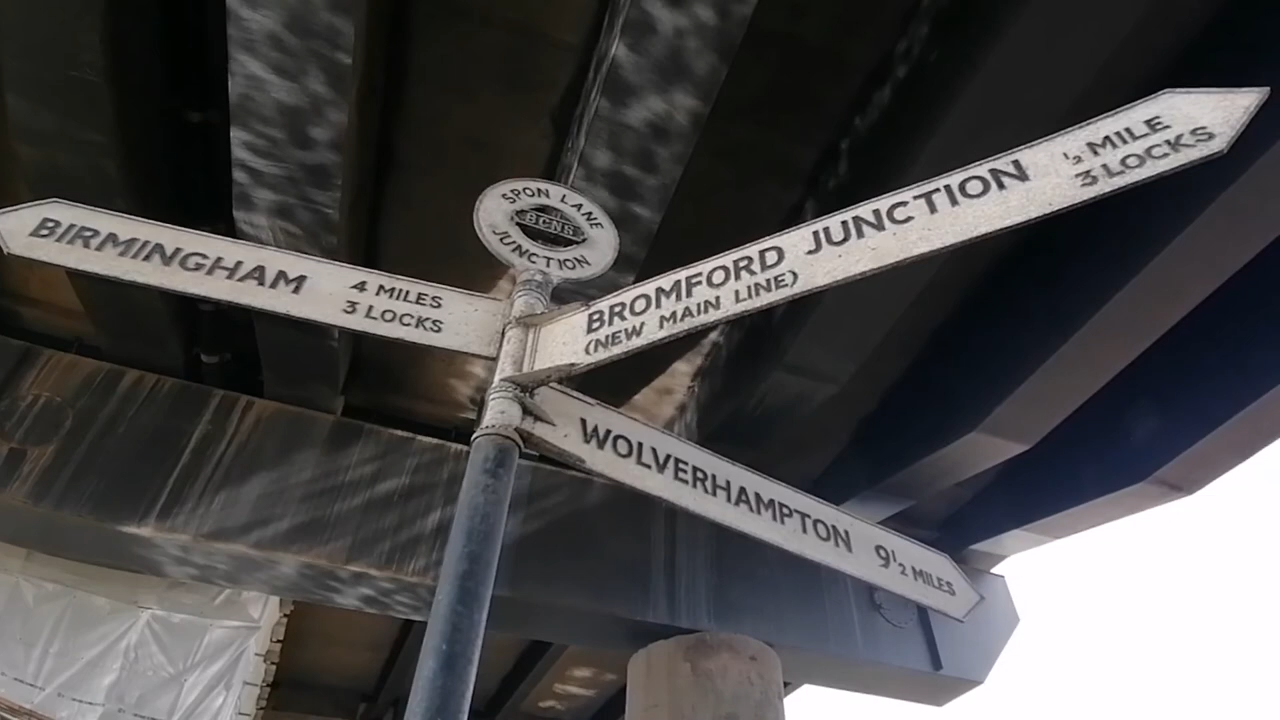 SPON LANE
BCNS
JUNCTION
BIRMINGHAM
4 MILES
3 LOCKS
BROMFORD JUNCTION
(NEW MAIN LINE)
½ MILE
3 LOCKS
WOLVERHAMPTON 9½ MILES